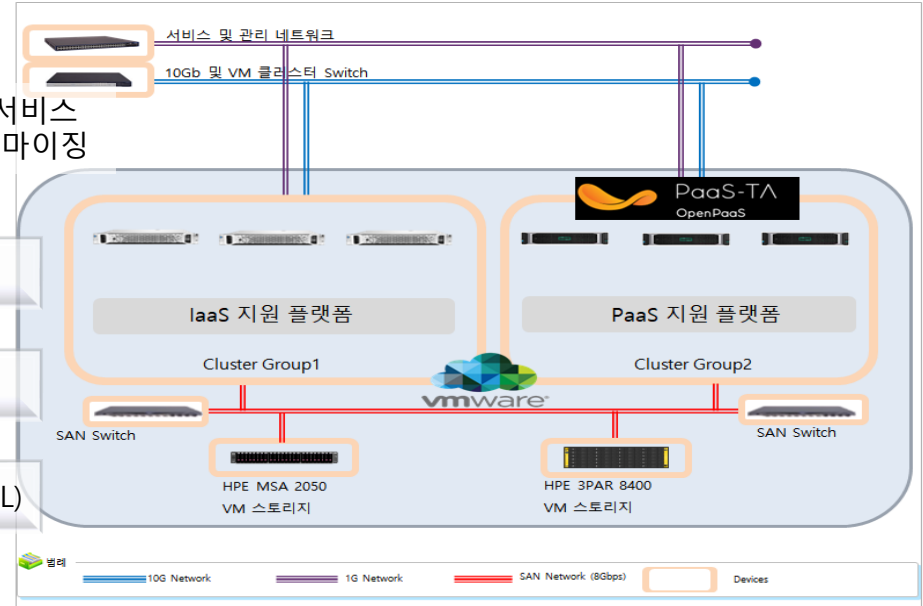 서비스 및 관리 네트워크
10Gb 및 VM 클러스터 Switch
서비스
마이징
PaaS-TA
OpenPaaS
IaaS 지원 플랫폼
PaaS 지원 플랫폼
Cluster Group1
Cluster Group2
vmware
SAN Switch
SAN Switch
HPE MSA 2050
VM 스토리지
HPE 3PAR 8400
VM 스토리지
L)
범례
10G Network
1G Network
SAN Network (8Gbps)
Devices